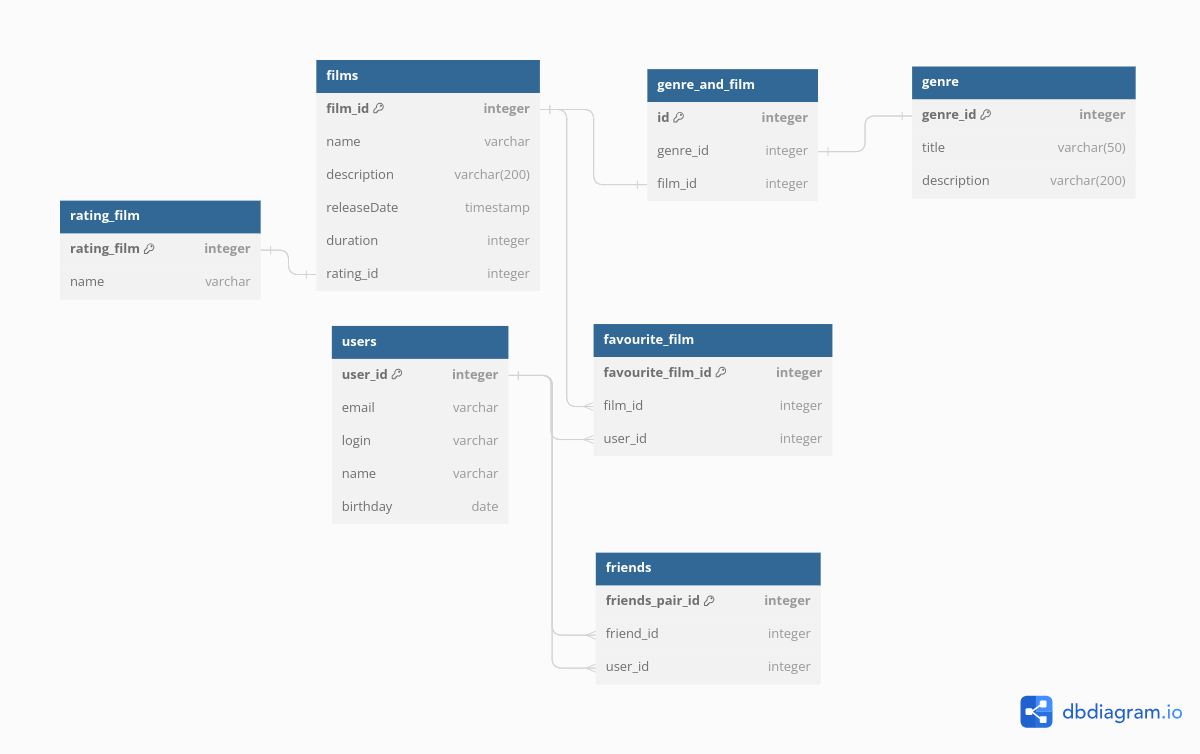 films
film_id integer
name varchar
description varchar(200)
releaseDate timestamp
duration integer
rating_id integer
genre_and_film
id integer
genre_id integer
film_id integer
genre
genre_id integer
title varchar(50)
description varchar(200)
rating_film
rating_film integer
name varchar
users
user_id integer
email varchar
login varchar
name varchar
birthday date
favourite_film
favourite_film_id integer
film_id integer
user_id integer
friends
friends_pair_id integer
friend_id integer
user_id integer
dbdiagram.io